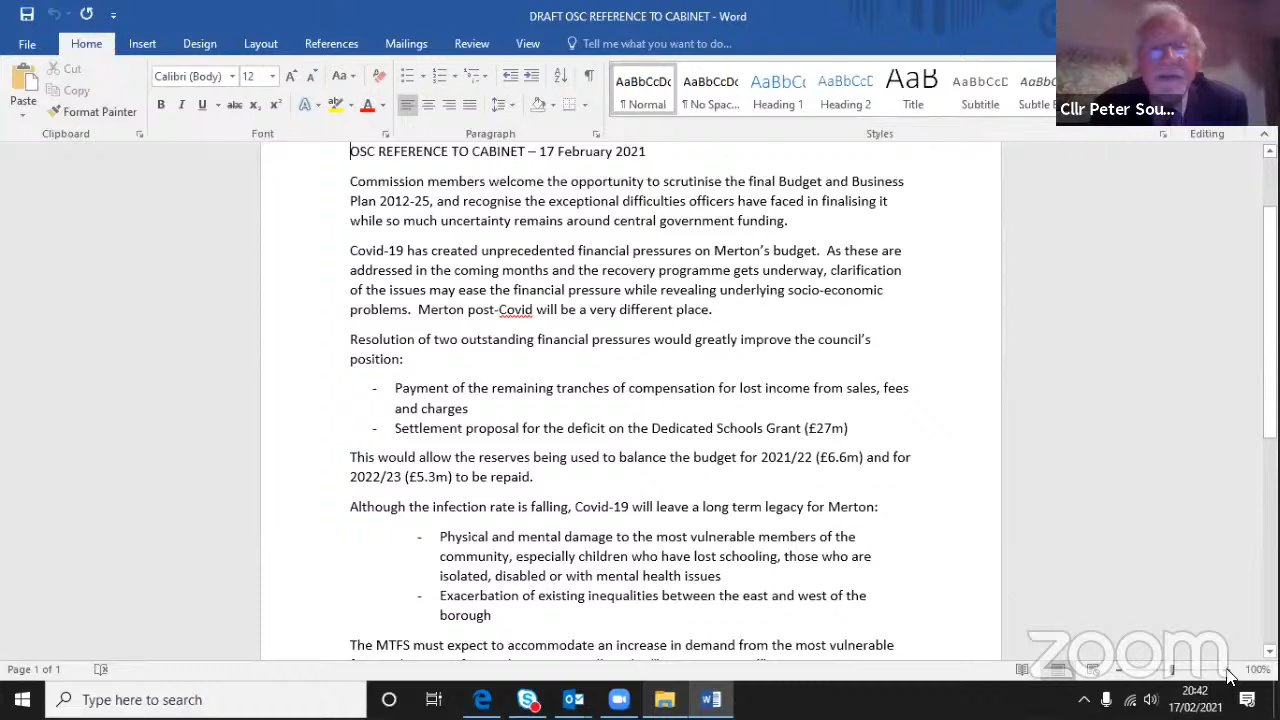 DRAFT OSC REFERENCE TO CABINET - Word
File Home Insert Design Layout References Mailings Review View Tell me what you want to do...
Cut
Copy
Paste
Format Painter
Calibri (Body) 12
AaBbCcDc AaBbCcDc AaBbCc AaBbCcD AaB AaBbCcD
¶ Normal ¶ No Spac... Heading 1 Heading 2 Title Subtitle Subtle
Clipboard Font Paragraph Styles Editing
Cllr Peter Sou...
OSC REFERENCE TO CABINET – 17 February 2021
Commission members welcome the opportunity to scrutinise the final Budget and Business
Plan 2012-25, and recognise the exceptional difficulties officers have faced in finalising it
while so much uncertainty remains around central government funding.
Covid-19 has created unprecedented financial pressures on Merton's budget. As these are
addressed in the coming months and the recovery programme gets underway, clarification
of the issues may ease the financial pressure while revealing underlying socio-economic
problems. Merton post-Covid will be a very different place.
Resolution of two outstanding financial pressures would greatly improve the council's
position:
- Payment of the remaining tranches of compensation for lost income from sales, fees
and charges
- Settlement proposal for the deficit on the Dedicated Schools Grant (£27m)
This would allow the reserves being used to balance the budget for 2021/22 (£6.6m) and for
2022/23 (£5.3m) to be repaid.
Although the infection rate is falling, Covid-19 will leave a long term legacy for Merton:
- Physical and mental damage to the most vulnerable members of the
community, especially children who have lost schooling, those who are
isolated, disabled or with mental health issues
- Exacerbation of existing inequalities between the east and west of the
borough
The MTFS must expect to accommodate an increase in demand from the most vulnerable
zoom
Page 1 of 1
100%
Type here to search
20:42
17/02/2021